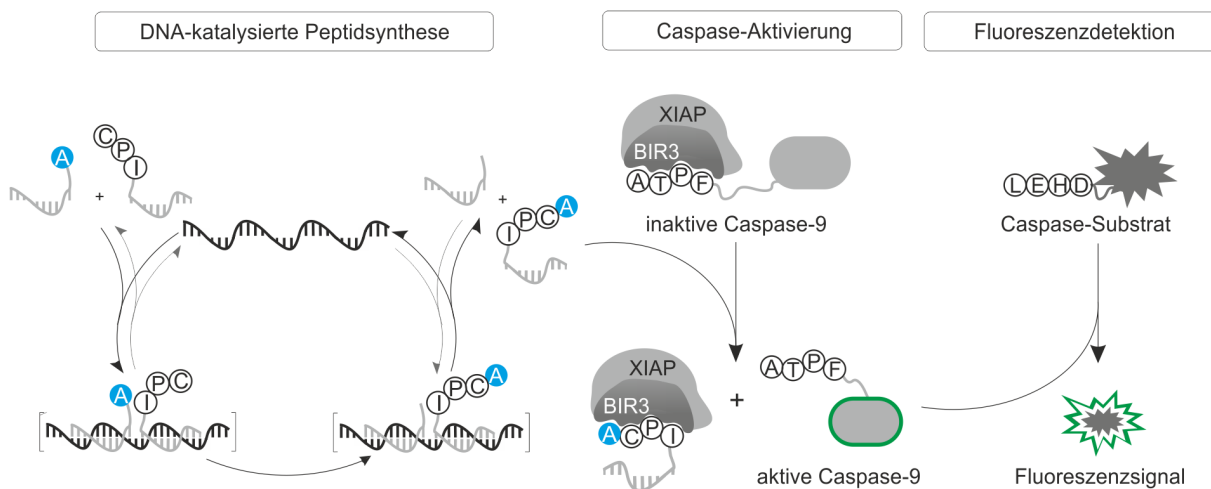 DNA-katalysierte Peptidsynthese
Caspase-Aktivierung
Fluoreszenzdetektion
A
+
C P I
+
I P C A
XIAP
BIR3
A T P F
inaktive Caspase-9
L E H D
Caspase-Substrat
A
I P C
I P C A
XIAP
BIR3
A C P I
+
A T P F
aktive Caspase-9
Fluoreszenzsignal